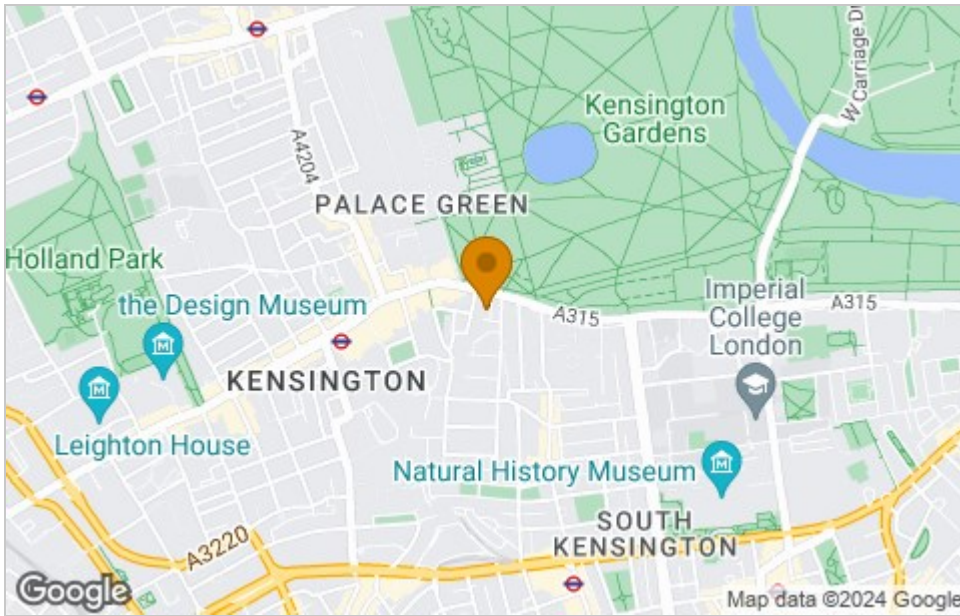 W Carriage D
Kensington
Gardens
A4204
PALACE GREEN
Holland Park
the Design Museum
A315
Imperial
College
London
A315
KENSINGTON
Leighton House
Natural History Museum
SOUTH
KENSINGTON
A3220
Google
Map data ©2024 Google